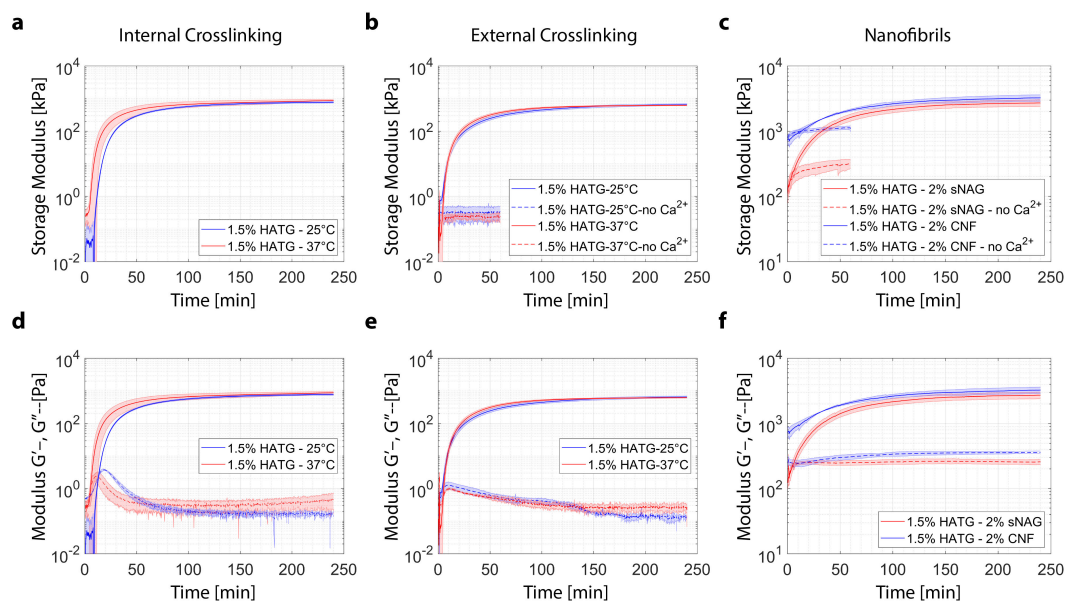 a
Internal Crosslinking
Storage Modulus [kPa]
10^4
10^2
10^0
10^-2
0 50 100 150 200 250
Time [min]
1.5% HATG - 25°C
1.5% HATG - 37°C
b
External Crosslinking
Storage Modulus [kPa]
10^4
10^2
10^0
10^-2
0 50 100 150 200 250
Time [min]
1.5% HATG-25°C
1.5% HATG-25°C-no Ca²⁺
1.5% HATG-37°C
1.5% HATG-37°C-no Ca²⁺
c
Nanofibrils
Storage Modulus [kPa]
10^4
10^3
10^2
10^1
0 50 100 150 200 250
Time [min]
1.5% HATG - 2% sNAG
1.5% HATG - 2% sNAG - no Ca²⁺
1.5% HATG - 2% CNF
1.5% HATG - 2% CNF - no Ca²⁺
d
Modulus G'–, G''--[Pa]
10^4
10^2
10^0
10^-2
0 50 100 150 200 250
Time [min]
1.5% HATG - 25°C
1.5% HATG - 37°C
e
Modulus G'–, G''--[Pa]
10^4
10^2
10^0
10^-2
0 50 100 150 200 250
Time [min]
1.5% HATG-25°C
1.5% HATG-37°C
f
Modulus G'–, G''--[Pa]
10^4
10^3
10^2
10^1
0 50 100 150 200 250
Time [min]
1.5% HATG - 2% sNAG
1.5% HATG - 2% CNF